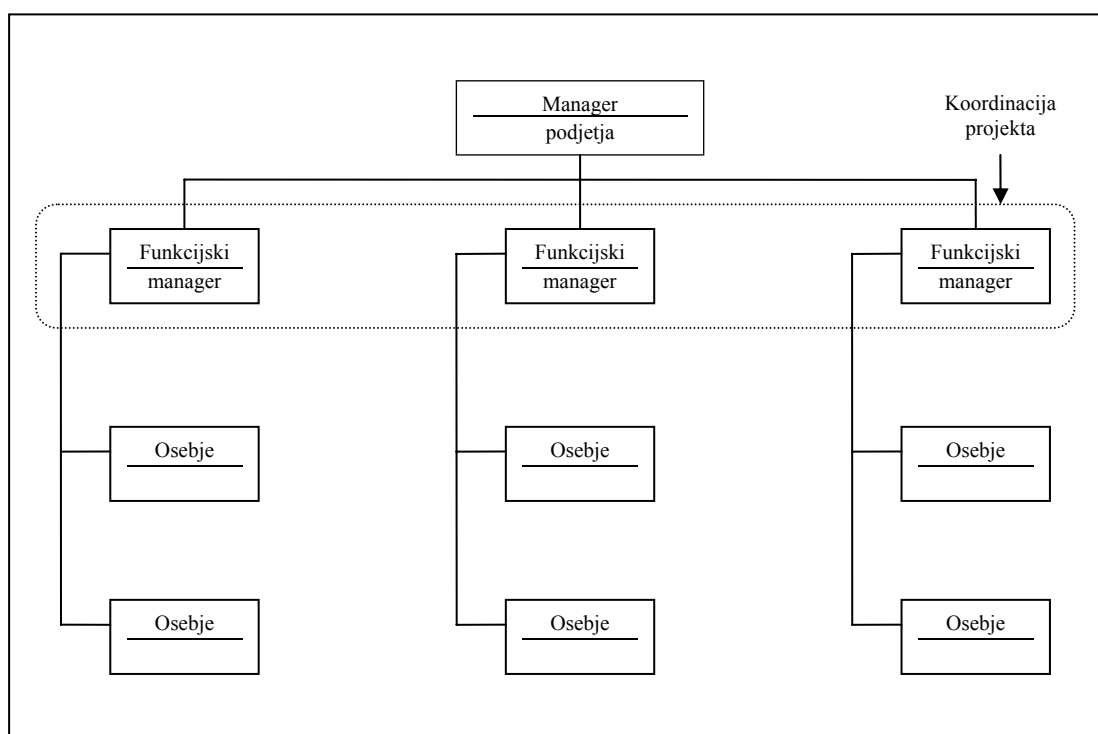 Manager
podjetja
Koordinacija
projekta
Funkcijski
manager
Funkcijski
manager
Funkcijski
manager
Osebje
Osebje
Osebje
Osebje
Osebje
Osebje